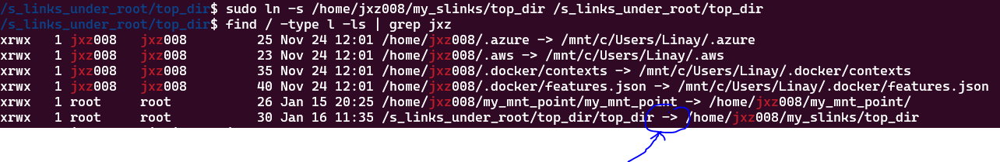 /s_links_under_root/top_dir$ sudo ln -s /home/jxz008/my_slinks/top_dir /s_links_under_root/top_dir
/s_links_under_root/top_dir$ find / -type l -ls | grep jxz
xrwx 1 jxz008 jxz008 25 Nov 24 12:01 /home/jxz008/.azure -> /mnt/c/Users/Linay/.azure
xrwx 1 jxz008 jxz008 23 Nov 24 12:01 /home/jxz008/.aws -> /mnt/c/Users/Linay/.aws
xrwx 1 jxz008 jxz008 35 Nov 24 12:01 /home/jxz008/.docker/contexts -> /mnt/c/Users/Linay/.docker/contexts
xrwx 1 jxz008 jxz008 40 Nov 24 12:01 /home/jxz008/.docker/features.json -> /mnt/c/Users/Linay/.docker/features.json
xrwx 1 root root 26 Jan 15 20:25 /home/jxz008/my_mnt_point/my_mnt_point -> /home/jxz008/my_mnt_point/
xrwx 1 root root 30 Jan 16 11:35 /s_links_under_root/top_dir/top_dir -> /home/jxz008/my_slinks/top_dir